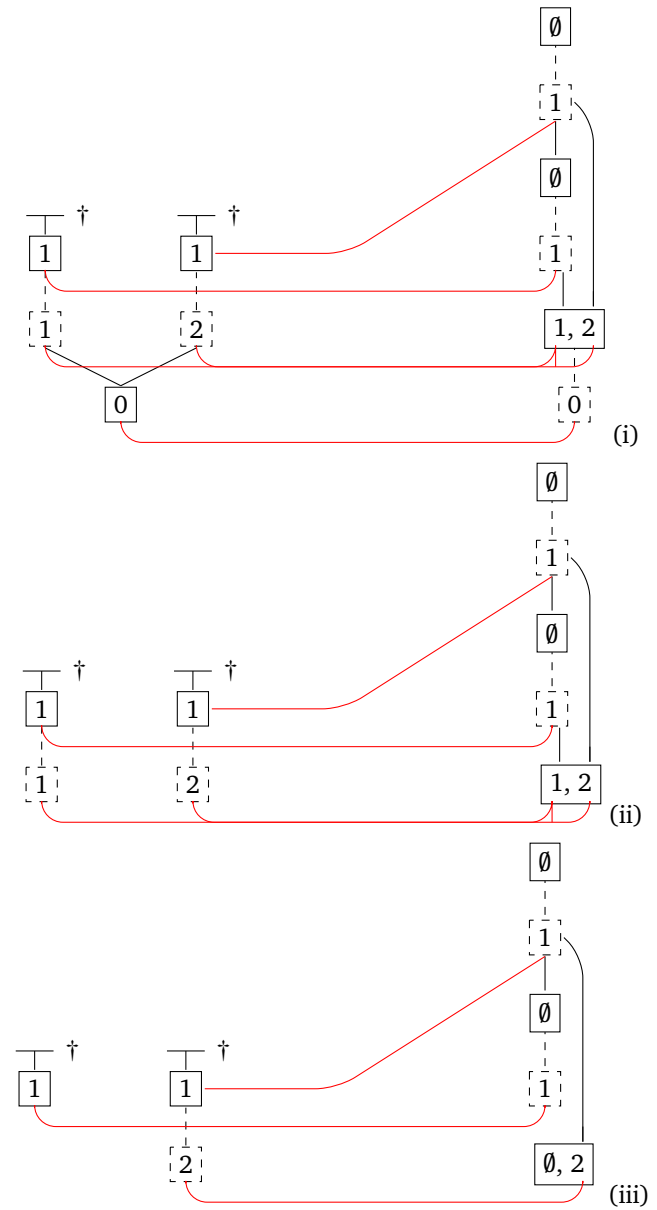 ∅
1
∅
† †
1 1 1
1 2 1, 2
0 0
(i)
∅
1
∅
† †
1 1 1
1 2 1, 2
(ii)
∅
1
∅
† †
1 1 1
2 ∅, 2
(iii)